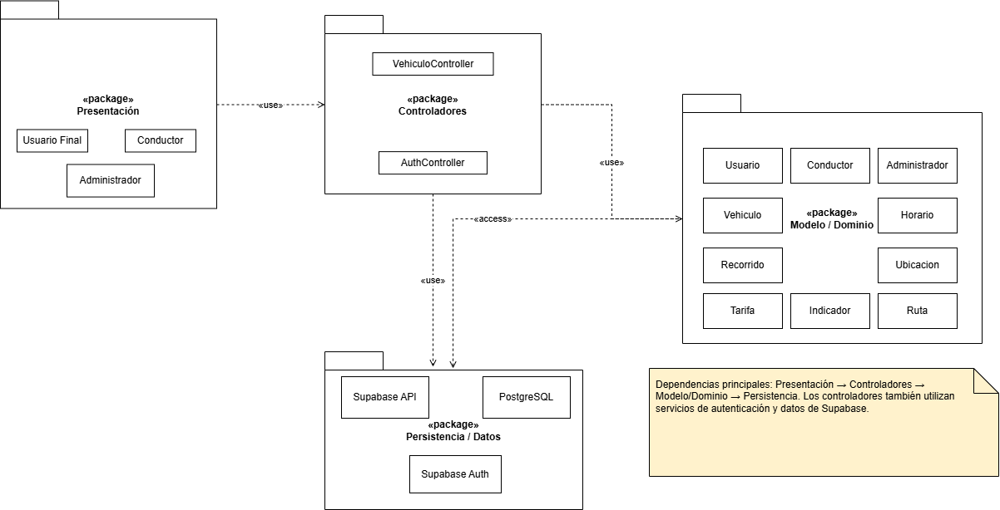 «package»
Presentación
Usuario Final
Conductor
Administrador
«use»
VehiculoController
«package»
Controladores
AuthController
«use»
«access»
«use»
Usuario
Conductor
Administrador
Vehiculo
«package»
Modelo / Dominio
Horario
Recorrido
Ubicacion
Tarifa
Indicador
Ruta
Supabase API
PostgreSQL
«package»
Persistencia / Datos
Supabase Auth
Dependencias principales: Presentación → Controladores →
Modelo/Dominio → Persistencia. Los controladores también utilizan
servicios de autenticación y datos de Supabase.